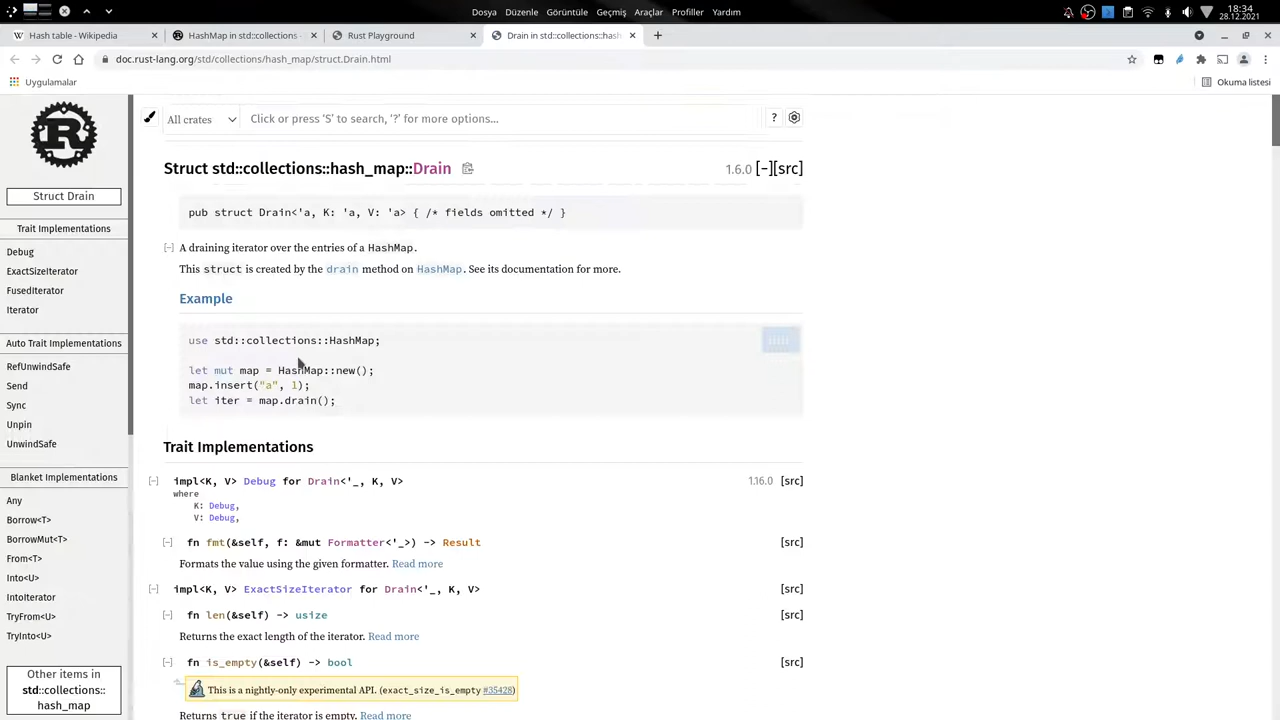 Dosya Düzenle Görüntüle Geçmiş Araçlar Profiller Yardım
18:34
28.12.2021
Hash table - Wikipedia
HashMap in std::collections -
Rust Playground
Drain in std::collections::hash
doc.rust-lang.org/std/collections/hash_map/struct.Drain.html
Uygulamalar
Okuma listesi
Struct Drain
Trait Implementations
Debug
ExactSizeIterator
FusedIterator
Iterator
Auto Trait Implementations
RefUnwindSafe
Send
Sync
Unpin
UnwindSafe
Blanket Implementations
Any
Borrow<T>
BorrowMut<T>
From<T>
Into<U>
IntoIterator
TryFrom<U>
TryInto<U>
Other items in
std::collections::
hash_map
All crates
Click or press 'S' to search, '?' for more options…
?
Struct std::collections::hash_map::Drain
1.6.0 [−][src]
pub struct Drain<'a, K: 'a, V: 'a> { /* fields omitted */ }
[−] A draining iterator over the entries of a HashMap.
This struct is created by the drain method on HashMap. See its documentation for more.
Example
use std::collections::HashMap;
let mut map = HashMap::new();
map.insert("a", 1);
let iter = map.drain();
Trait Implementations
[−] impl<K, V> Debug for Drain<'_, K, V>
1.16.0 [src]
where
K: Debug,
V: Debug,
[−] fn fmt(&self, f: &mut Formatter<'_>) -> Result
[src]
Formats the value using the given formatter. Read more
[−] impl<K, V> ExactSizeIterator for Drain<'_, K, V>
[src]
[−] fn len(&self) -> usize
[src]
Returns the exact length of the iterator. Read more
[−] fn is_empty(&self) -> bool
[src]
This is a nightly-only experimental API. (exact_size_is_empty #35428)
Returns true if the iterator is empty. Read more